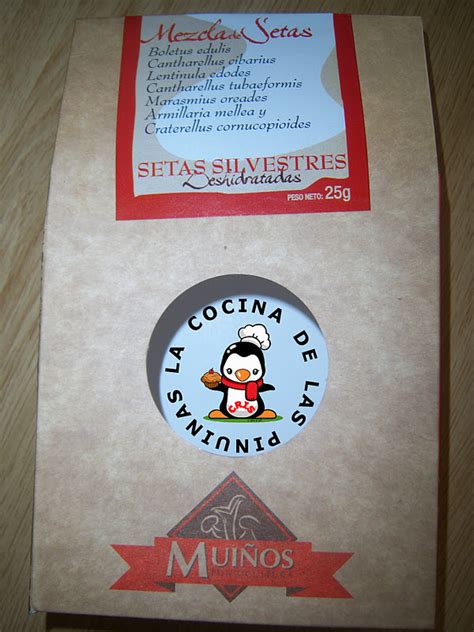 Mezcla de Setas
Boletus edulis
Cantharellus cibarius
Lentinula edodes
Cantharellus tubaeformis
Marasmius oreades
Armillaria mellea y
Craterellus cornucopioides
SETAS SILVESTRES
Deshidratadas
PESO NETO: 25g
LA COCINA DE LAS PINUINAS
CRIS
MUIÑOS